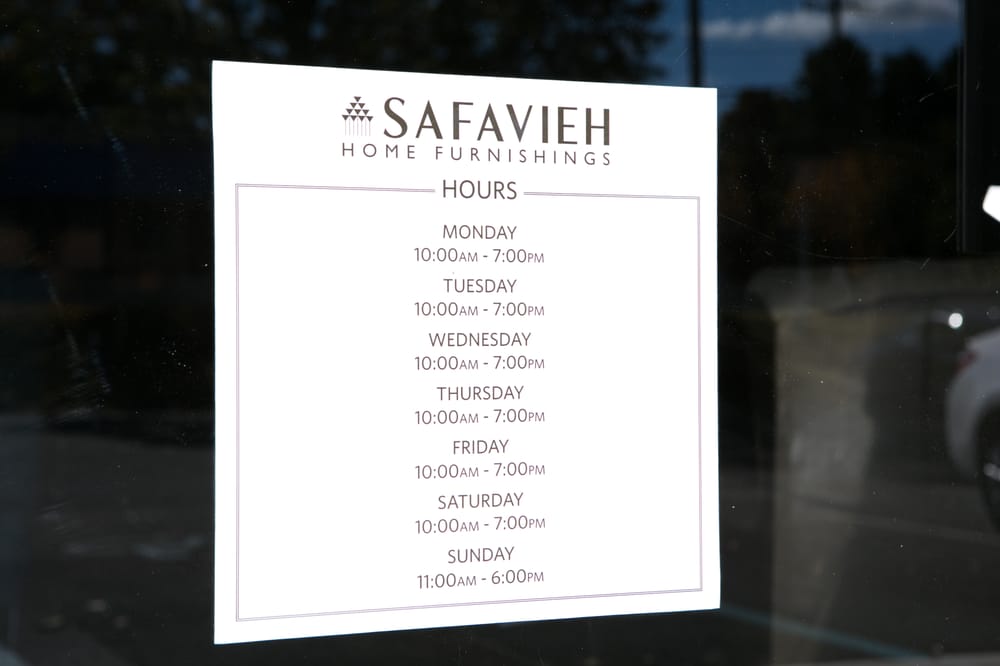 SAFAVIEH
HOME FURNISHINGS
HOURS
MONDAY
10:00AM - 7:00PM
TUESDAY
10:00AM - 7:00PM
WEDNESDAY
10:00AM - 7:00PM
THURSDAY
10:00AM - 7:00PM
FRIDAY
10:00AM - 7:00PM
SATURDAY
10:00AM - 7:00PM
SUNDAY
11:00AM - 6:00PM